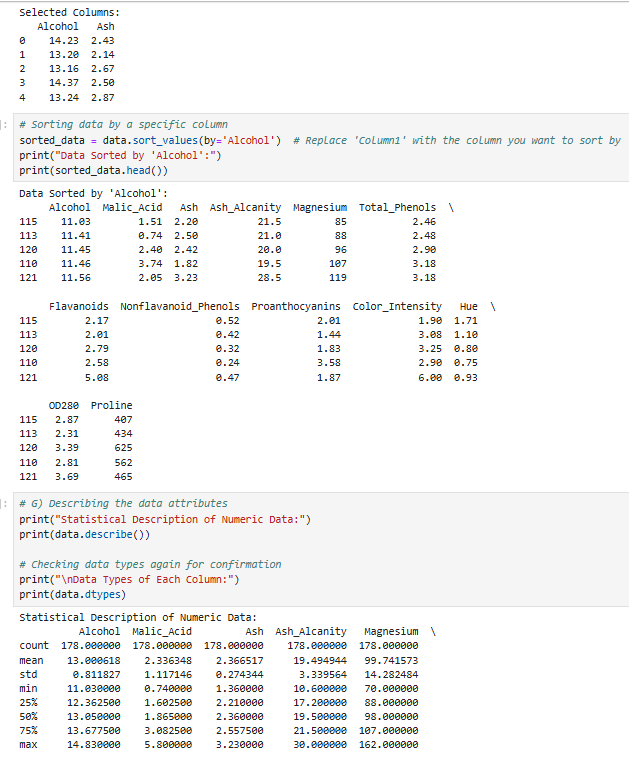 Selected Columns:
   Alcohol   Ash
0    14.23  2.43
1    13.20  2.14
2    13.16  2.67
3    14.37  2.50
4    13.24  2.87
]: # Sorting data by a specific column
sorted_data = data.sort_values(by='Alcohol')  # Replace 'Column1' with the column you want to sort by
print("Data Sorted by 'Alcohol':")
print(sorted_data.head())
Data Sorted by 'Alcohol':
     Alcohol  Malic_Acid   Ash  Ash_Alcanity  Magnesium  Total_Phenols  \
115    11.03        1.51  2.20          21.5         85           2.46
113    11.41        0.74  2.50          21.0         88           2.48
120    11.45        2.40  2.42          20.0         96           2.90
110    11.46        3.74  1.82          19.5        107           3.18
121    11.56        2.05  3.23          28.5        119           3.18
     Flavanoids  Nonflavanoid_Phenols  Proanthocyanins  Color_Intensity   Hue  \
115        2.17                  0.52             2.01             1.90  1.71
113        2.01                  0.42             1.44             3.08  1.10
120        2.79                  0.32             1.83             3.25  0.80
110        2.58                  0.24             3.58             2.90  0.75
121        5.08                  0.47             1.87             6.00  0.93
     OD280  Proline
115   2.87      407
113   2.31      434
120   3.39      625
110   2.81      562
121   3.69      465
]: # G) Describing the data attributes
print("Statistical Description of Numeric Data:")
print(data.describe())
# Checking data types again for confirmation
print("\nData Types of Each Column:")
print(data.dtypes)
Statistical Description of Numeric Data:
          Alcohol  Malic_Acid         Ash  Ash_Alcanity   Magnesium  \
count  178.000000  178.000000  178.000000    178.000000  178.000000
mean    13.000618    2.336348    2.366517     19.494944   99.741573
std      0.811827    1.117146    0.274344      3.339564   14.282484
min     11.030000    0.740000    1.360000     10.600000   70.000000
25%     12.362500    1.602500    2.210000     17.200000   88.000000
50%     13.050000    1.865000    2.360000     19.500000   98.000000
75%     13.677500    3.082500    2.557500     21.500000  107.000000
max     14.830000    5.800000    3.230000     30.000000  162.000000